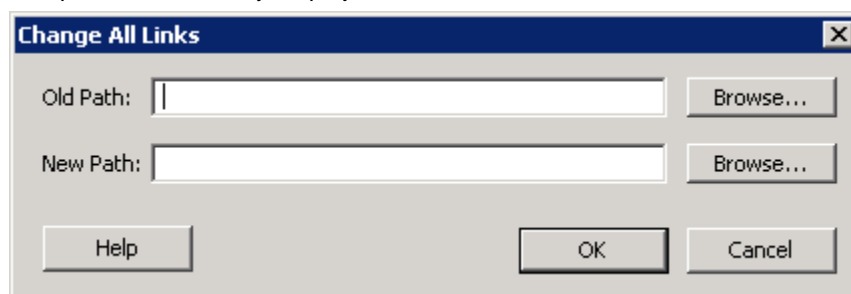 Change All Links
Old Path: Browse...
New Path: Browse...
Help OK Cancel